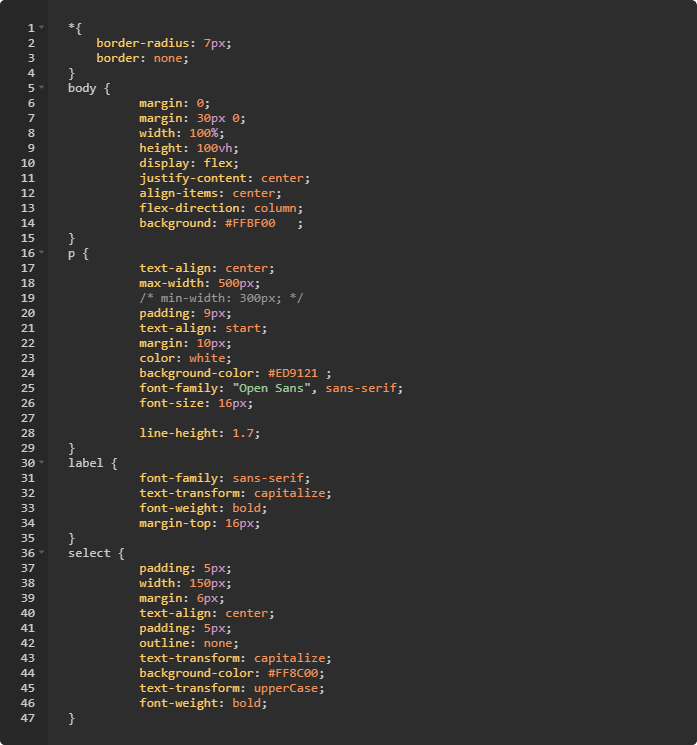 1 *{
2 border-radius: 7px;
3 border: none;
4 }
5 body {
6 margin: 0;
7 margin: 30px 0;
8 width: 100%;
9 height: 100vh;
10 display: flex;
11 justify-content: center;
12 align-items: center;
13 flex-direction: column;
14 background: #FFBF00   ;
15 }
16 p {
17 text-align: center;
18 max-width: 500px;
19 /* min-width: 300px; */
20 padding: 9px;
21 text-align: start;
22 margin: 10px;
23 color: white;
24 background-color: #ED9121 ;
25 font-family: "Open Sans", sans-serif;
26 font-size: 16px;
27
28 line-height: 1.7;
29 }
30 label {
31 font-family: sans-serif;
32 text-transform: capitalize;
33 font-weight: bold;
34 margin-top: 16px;
35 }
36 select {
37 padding: 5px;
38 width: 150px;
39 margin: 6px;
40 text-align: center;
41 padding: 5px;
42 outline: none;
43 text-transform: capitalize;
44 background-color: #FF8C00;
45 text-transform: upperCase;
46 font-weight: bold;
47 }